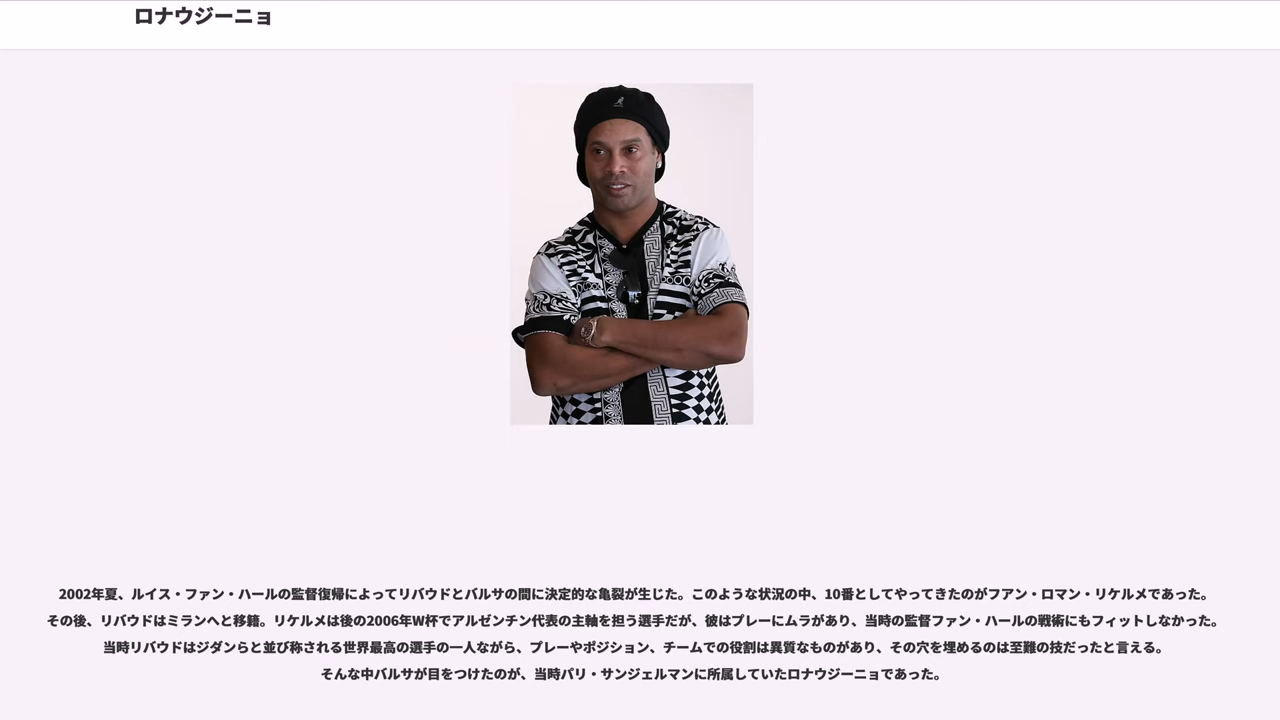 ロナウジーニョ
2002年夏、ルイス・ファン・ハールの監督復帰によってリバウドとバルサの間に決定的な亀裂が生じた。このような状況の中、10番としてやってきたのがフアン・ロマン・リケルメであった。
その後、リバウドはミランへと移籍。リケルメは後の2006年W杯でアルゼンチン代表の主軸を担う選手だが、彼はプレーにムラがあり、当時の監督ファン・ハールの戦術にもフィットしなかった。
当時リバウドはジダンらと並び称される世界最高の選手の一人ながら、プレーやポジション、チームでの役割は異質なものがあり、その穴を埋めるのは至難の技だったと言える。
そんな中バルサが目をつけたのが、当時パリ・サンジェルマンに所属していたロナウジーニョであった。